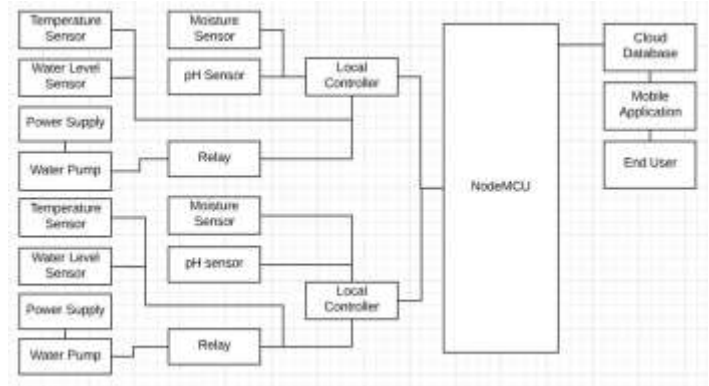 Temperature
Sensor
Moisture
Sensor
Cloud
Database
Water Level
Sensor
pH Sensor
Local
Controller
Mobile
Application
Power Supply
Water Pump
Relay
End User
NodeMCU
Temperature
Sensor
Moisture
Sensor
Water Level
Sensor
pH sensor
Local
Controller
Power Supply
Water Pump
Relay